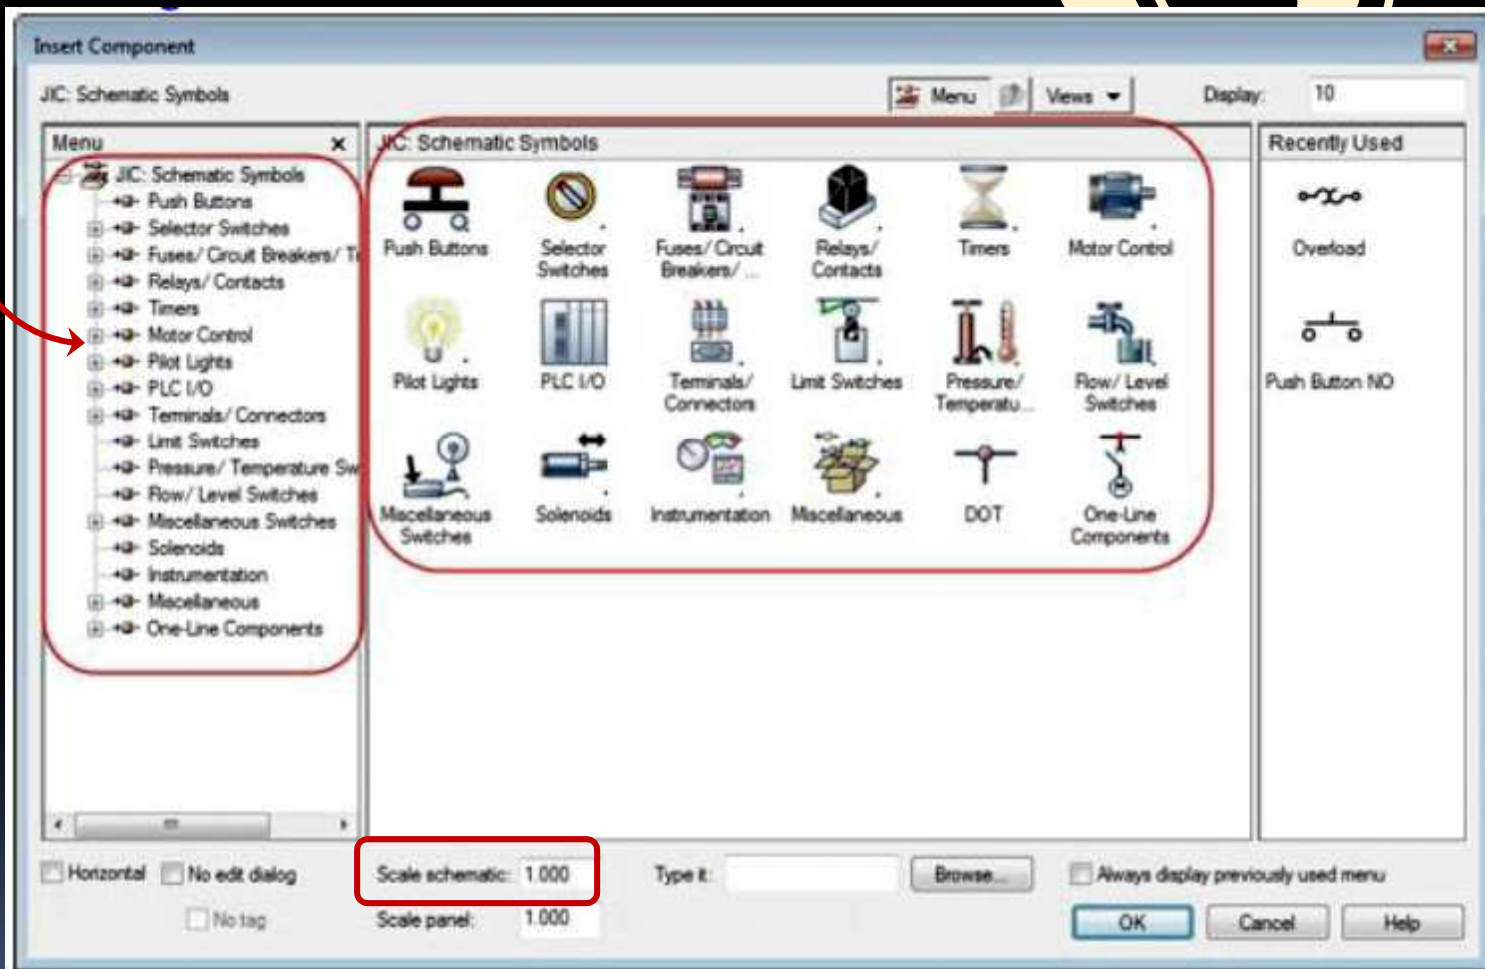 Insert Component
JIC: Schematic Symbols
Menu
Views
Display:
10
Menu
JIC: Schematic Symbols
Push Buttons
Selector Switches
Fuses/ Circuit Breakers/ Tr
Relays/ Contacts
Timers
Motor Control
Pilot Lights
PLC I/O
Terminals/ Connectors
Limit Switches
Pressure/ Temperature Sw
Flow/ Level Switches
Miscellaneous Switches
Solenoids
Instrumentation
Miscellaneous
One-Line Components
JIC: Schematic Symbols
Push Buttons
Selector
Switches
Fuses/ Circuit
Breakers/ ...
Relays/
Contacts
Timers
Motor Control
Pilot Lights
PLC I/O
Terminals/
Connectors
Limit Switches
Pressure/
Temperatu...
Flow/ Level
Switches
Miscellaneous
Switches
Solenoids
Instrumentation
Miscellaneous
DOT
One-Line
Components
Recently Used
Overload
Push Button NO
Horizontal
No edit dialog
No tag
Scale schematic:
1.000
Scale panel:
1.000
Type it:
Browse...
Always display previously used menu
OK
Cancel
Help